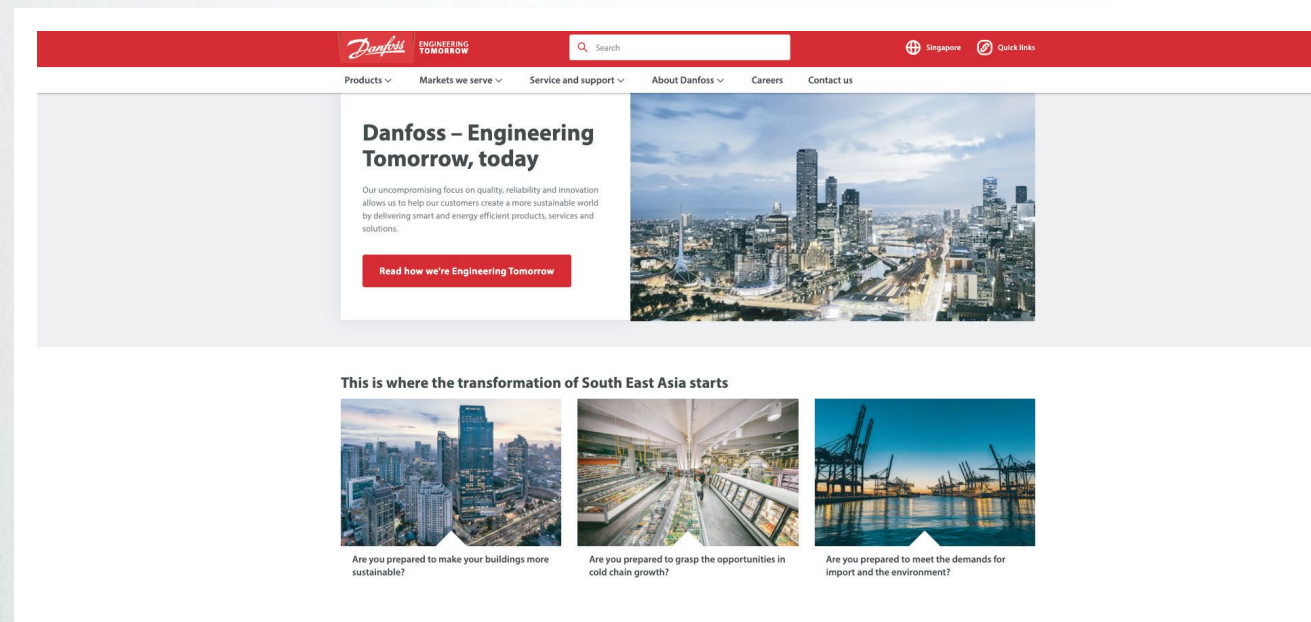 Danfoss
ENGINEERING
TOMORROW
Search
Singapore
Quick links
Products
Markets we serve
Service and support
About Danfoss
Careers
Contact us
Danfoss – Engineering
Tomorrow, today
Our uncompromising focus on quality, reliability and innovation
allows us to help our customers create a more sustainable world
by delivering smart and energy efficient products, services and
solutions.
Read how we're Engineering Tomorrow
This is where the transformation of South East Asia starts
Are you prepared to make your buildings more
sustainable?
Are you prepared to grasp the opportunities in
cold chain growth?
Are you prepared to meet the demands for
import and the environment?